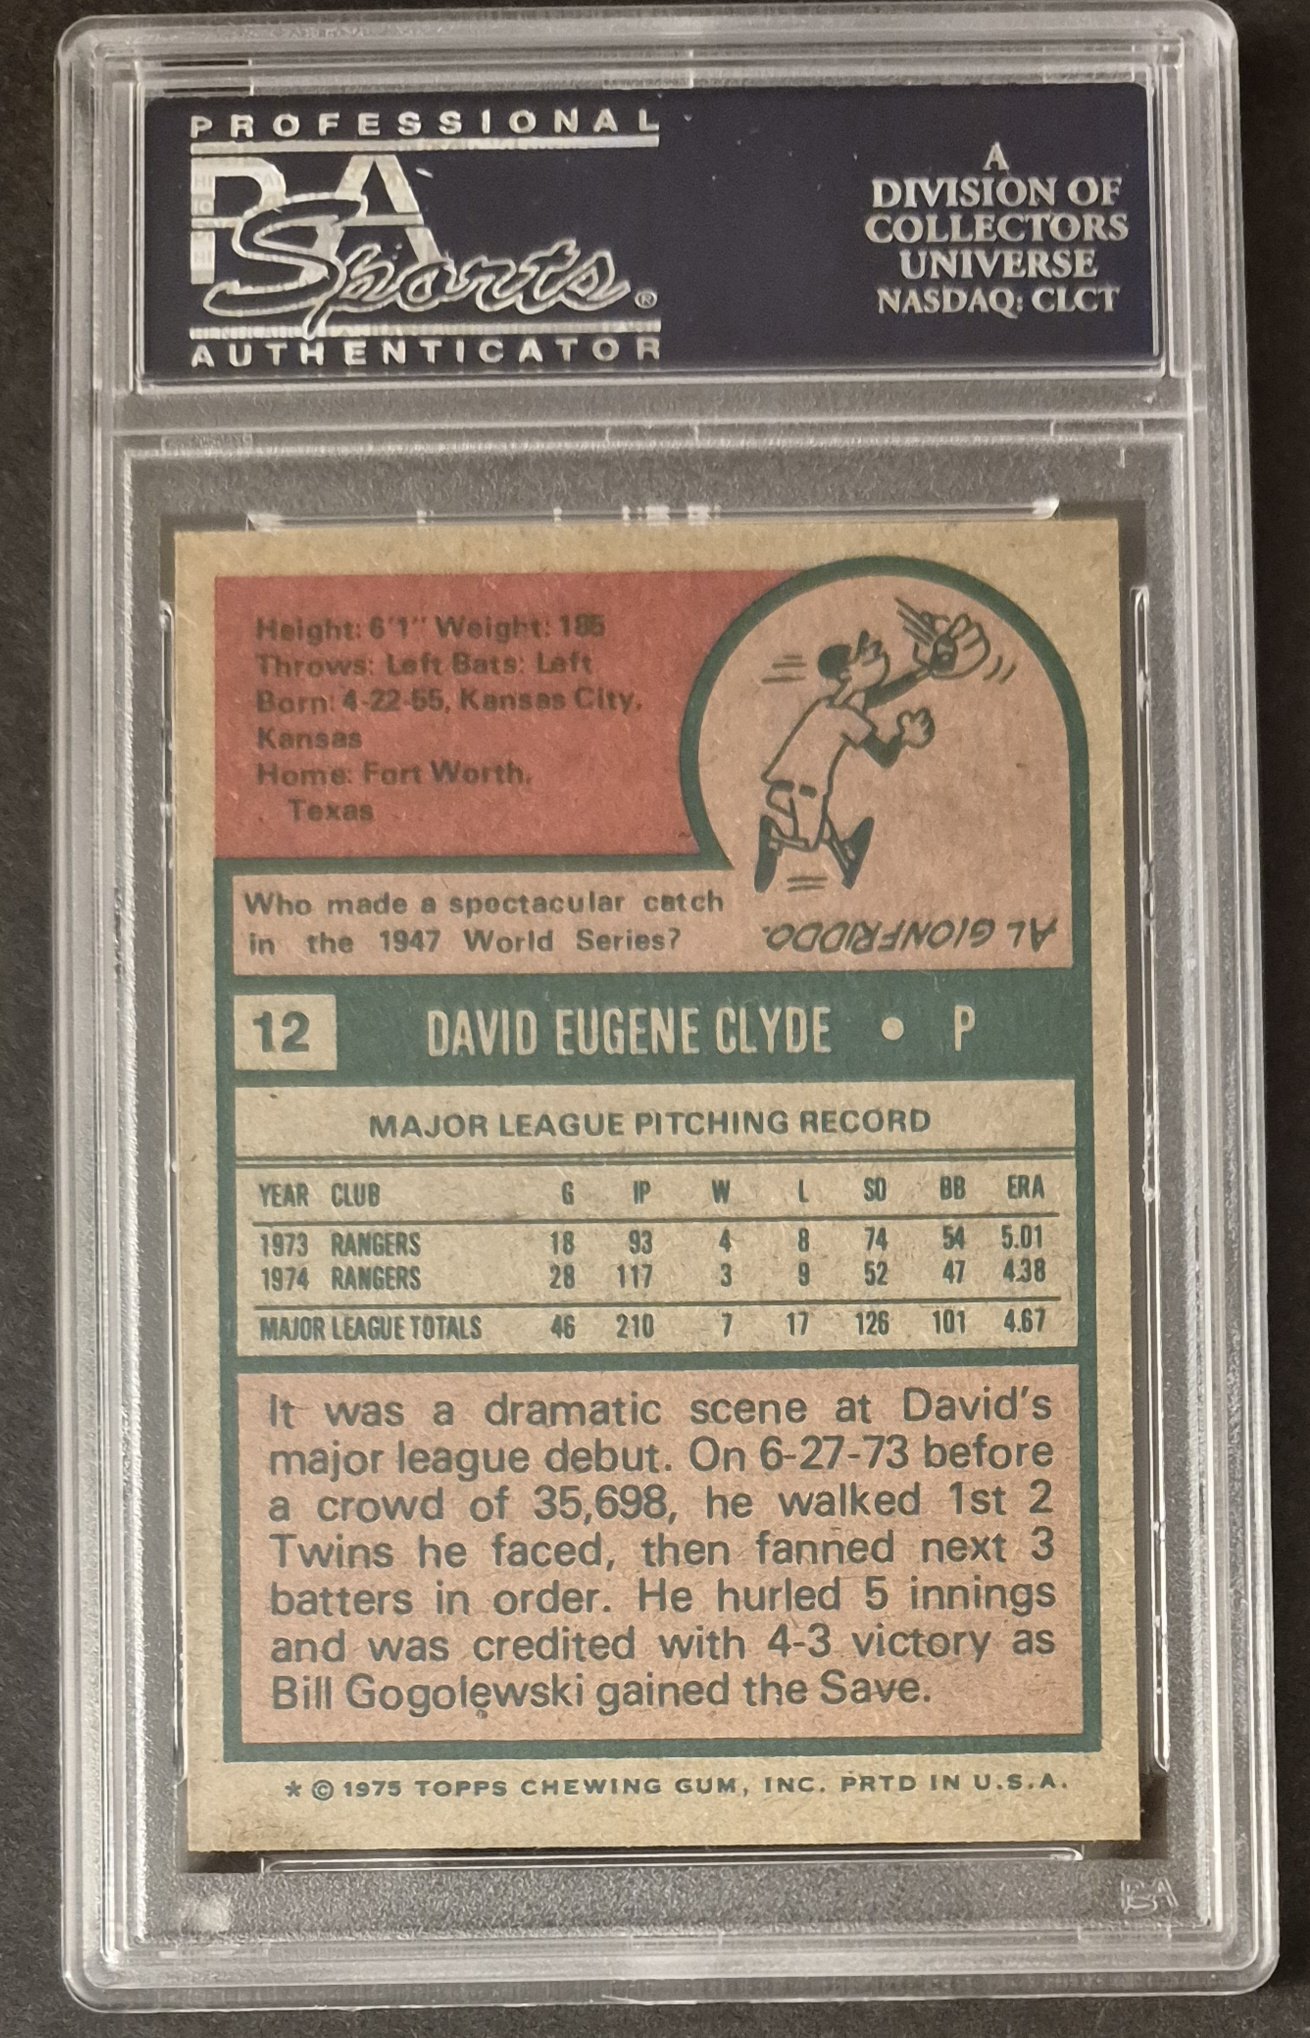 PROFESSIONAL
PSA
Sports®
AUTHENTICATOR
A
DIVISION OF
COLLECTORS
UNIVERSE
NASDAQ: CLCT
Height: 6'1" Weight: 185
Throws: Left Bats: Left
Born: 4-22-55, Kansas City,
Kansas
Home: Fort Worth,
Texas
Who made a spectacular catch
in the 1947 World Series?
AL GIONFRIDDO.
12 DAVID EUGENE CLYDE • P
MAJOR LEAGUE PITCHING RECORD
YEAR CLUB G IP W L SO BB ERA
1973 RANGERS 18 93 4 8 74 54 5.01
1974 RANGERS 28 117 3 9 52 47 4.38
MAJOR LEAGUE TOTALS 46 210 7 17 126 101 4.67
It was a dramatic scene at David's
major league debut. On 6-27-73 before
a crowd of 35,698, he walked 1st 2
Twins he faced, then fanned next 3
batters in order. He hurled 5 innings
and was credited with 4-3 victory as
Bill Gogolewski gained the Save.
* © 1975 TOPPS CHEWING GUM, INC. PRTD IN U.S.A.
PSA